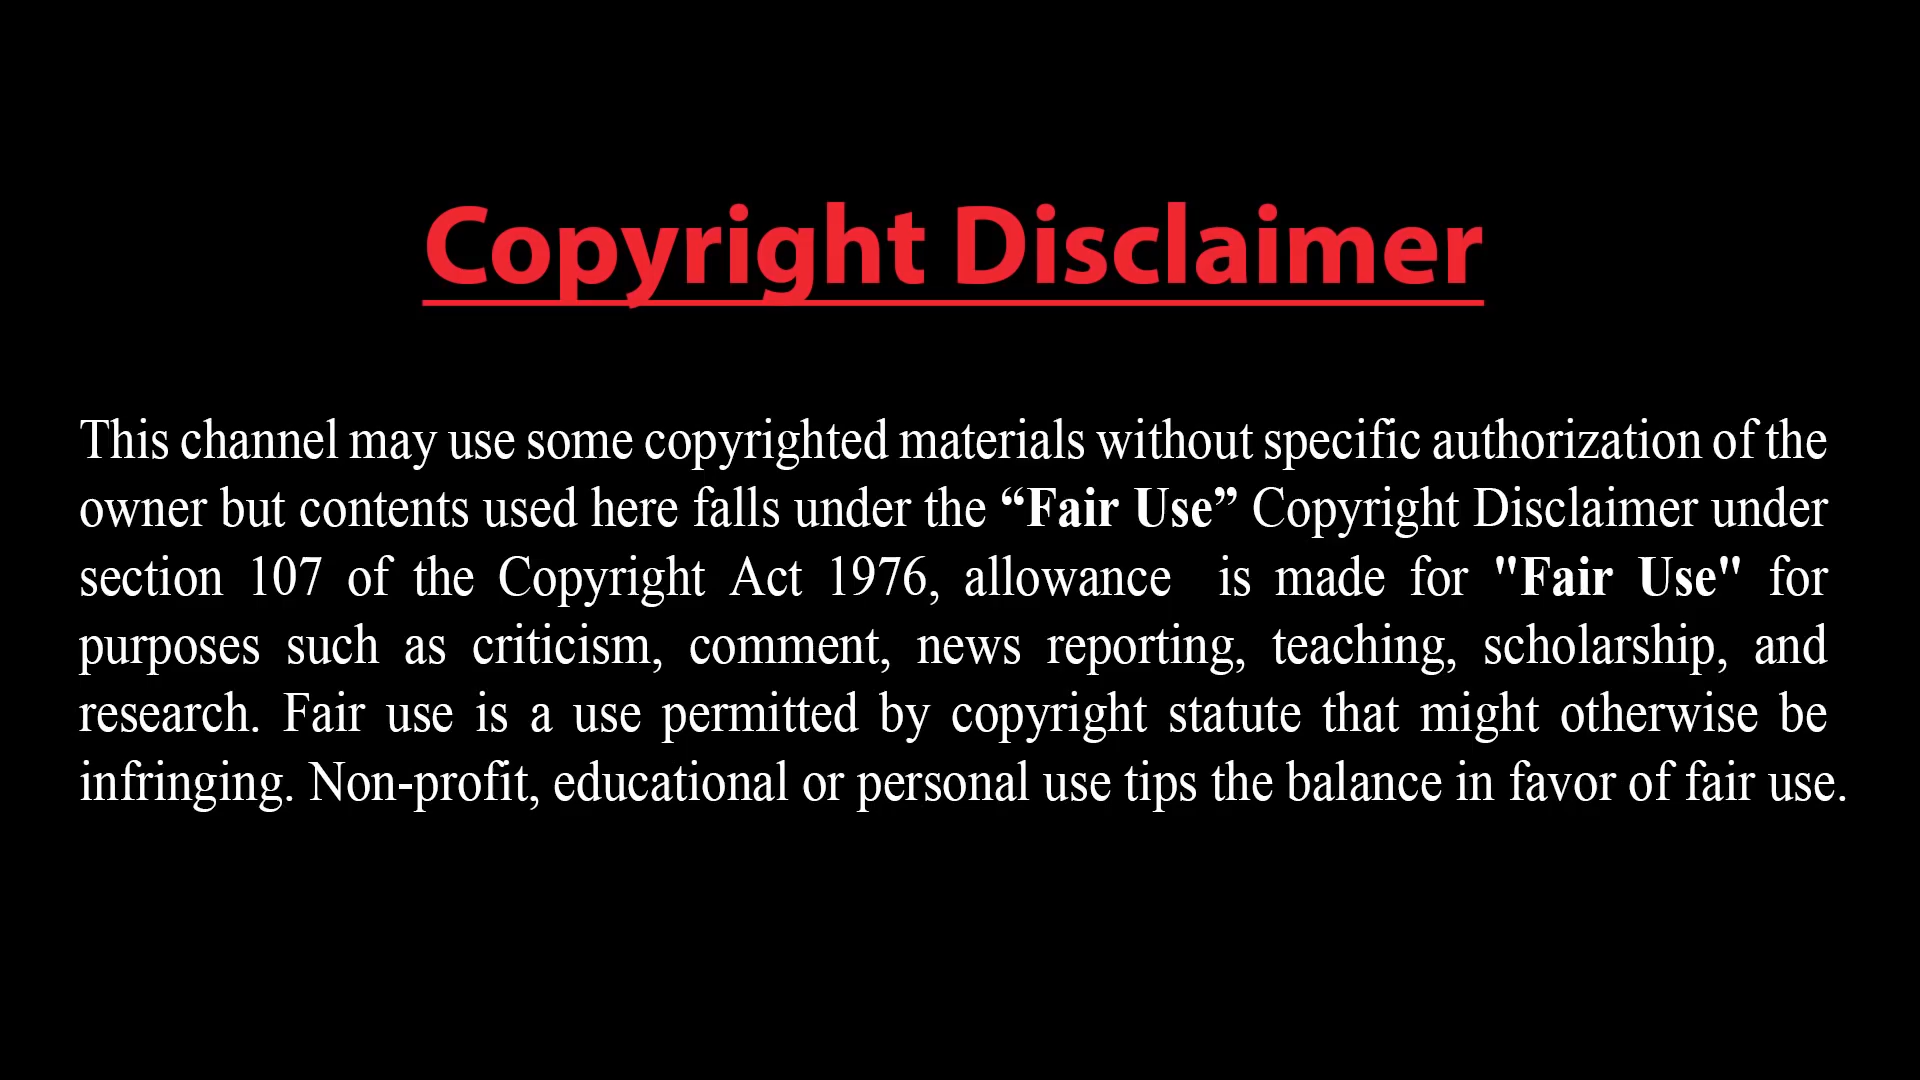 Copyright Disclaimer
This channel may use some copyrighted materials without specific authorization of the
owner but contents used here falls under the “Fair Use” Copyright Disclaimer under
section 107 of the Copyright Act 1976, allowance  is made for "Fair Use" for
purposes such as criticism, comment, news reporting, teaching, scholarship, and
research. Fair use is a use permitted by copyright statute that might otherwise be
infringing. Non-profit, educational or personal use tips the balance in favor of fair use.